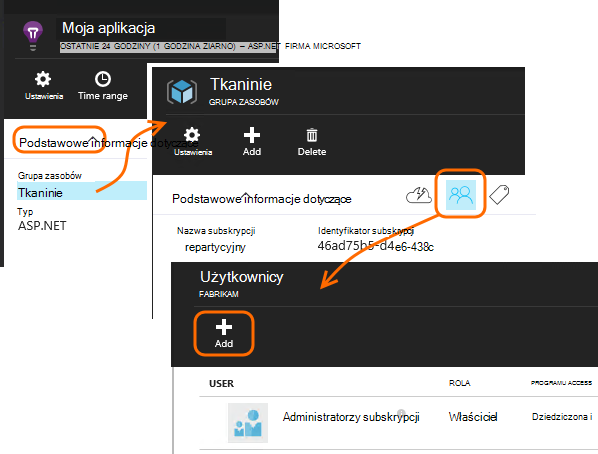 Moja aplikacja
OSTATNIE 24 GODZINY (1 GODZINA ZIARNO) – ASP.NET FIRMA MICROSOFT
Ustawienia
Time range
Podstawowe informacje dotyczące
Grupa zasobów
Tkaninie
Typ
ASP.NET
Tkaninie
GRUPA ZASOBÓW
Ustawienia
Add
Delete
Podstawowe informacje dotyczące
Nazwa subskrypcji
Identyfikator subskrypcji
repartycyjny
46ad75b5-d4e6-438c
Użytkownicy
FABRIKAM
Add
USER
ROLA
PROGRAMU ACCESS
Administratorzy subskrypcji
Właściciel
Dziedziczona i